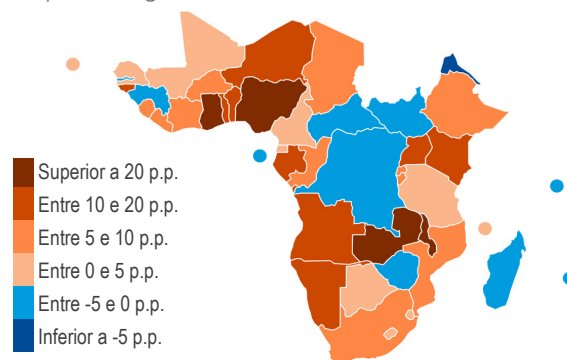 Superior a 20 p.p.
Entre 10 e 20 p.p.
Entre 5 e 10 p.p.
Entre 0 e 5 p.p.
Entre -5 e 0 p.p.
Inferior a -5 p.p.